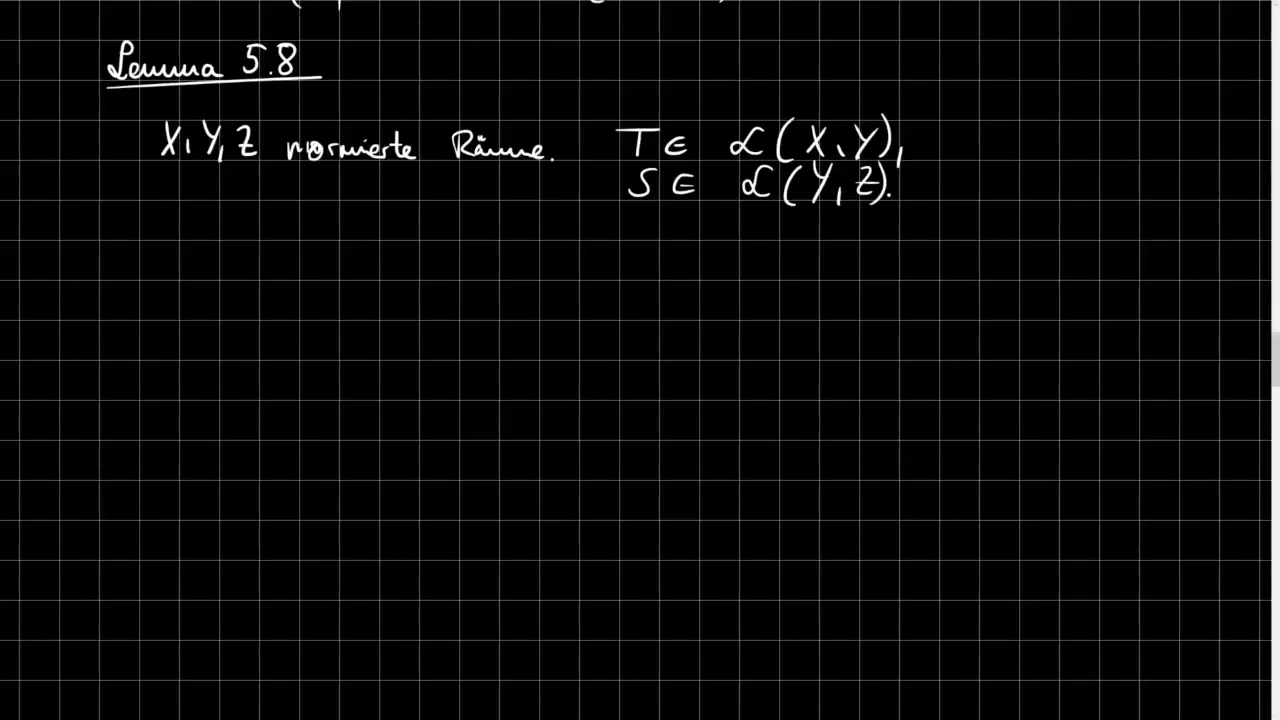 Lemma 5.8
X, Y, Z normierte Räume. T ∈ ℒ(X, Y),
S ∈ ℒ(Y, Z).